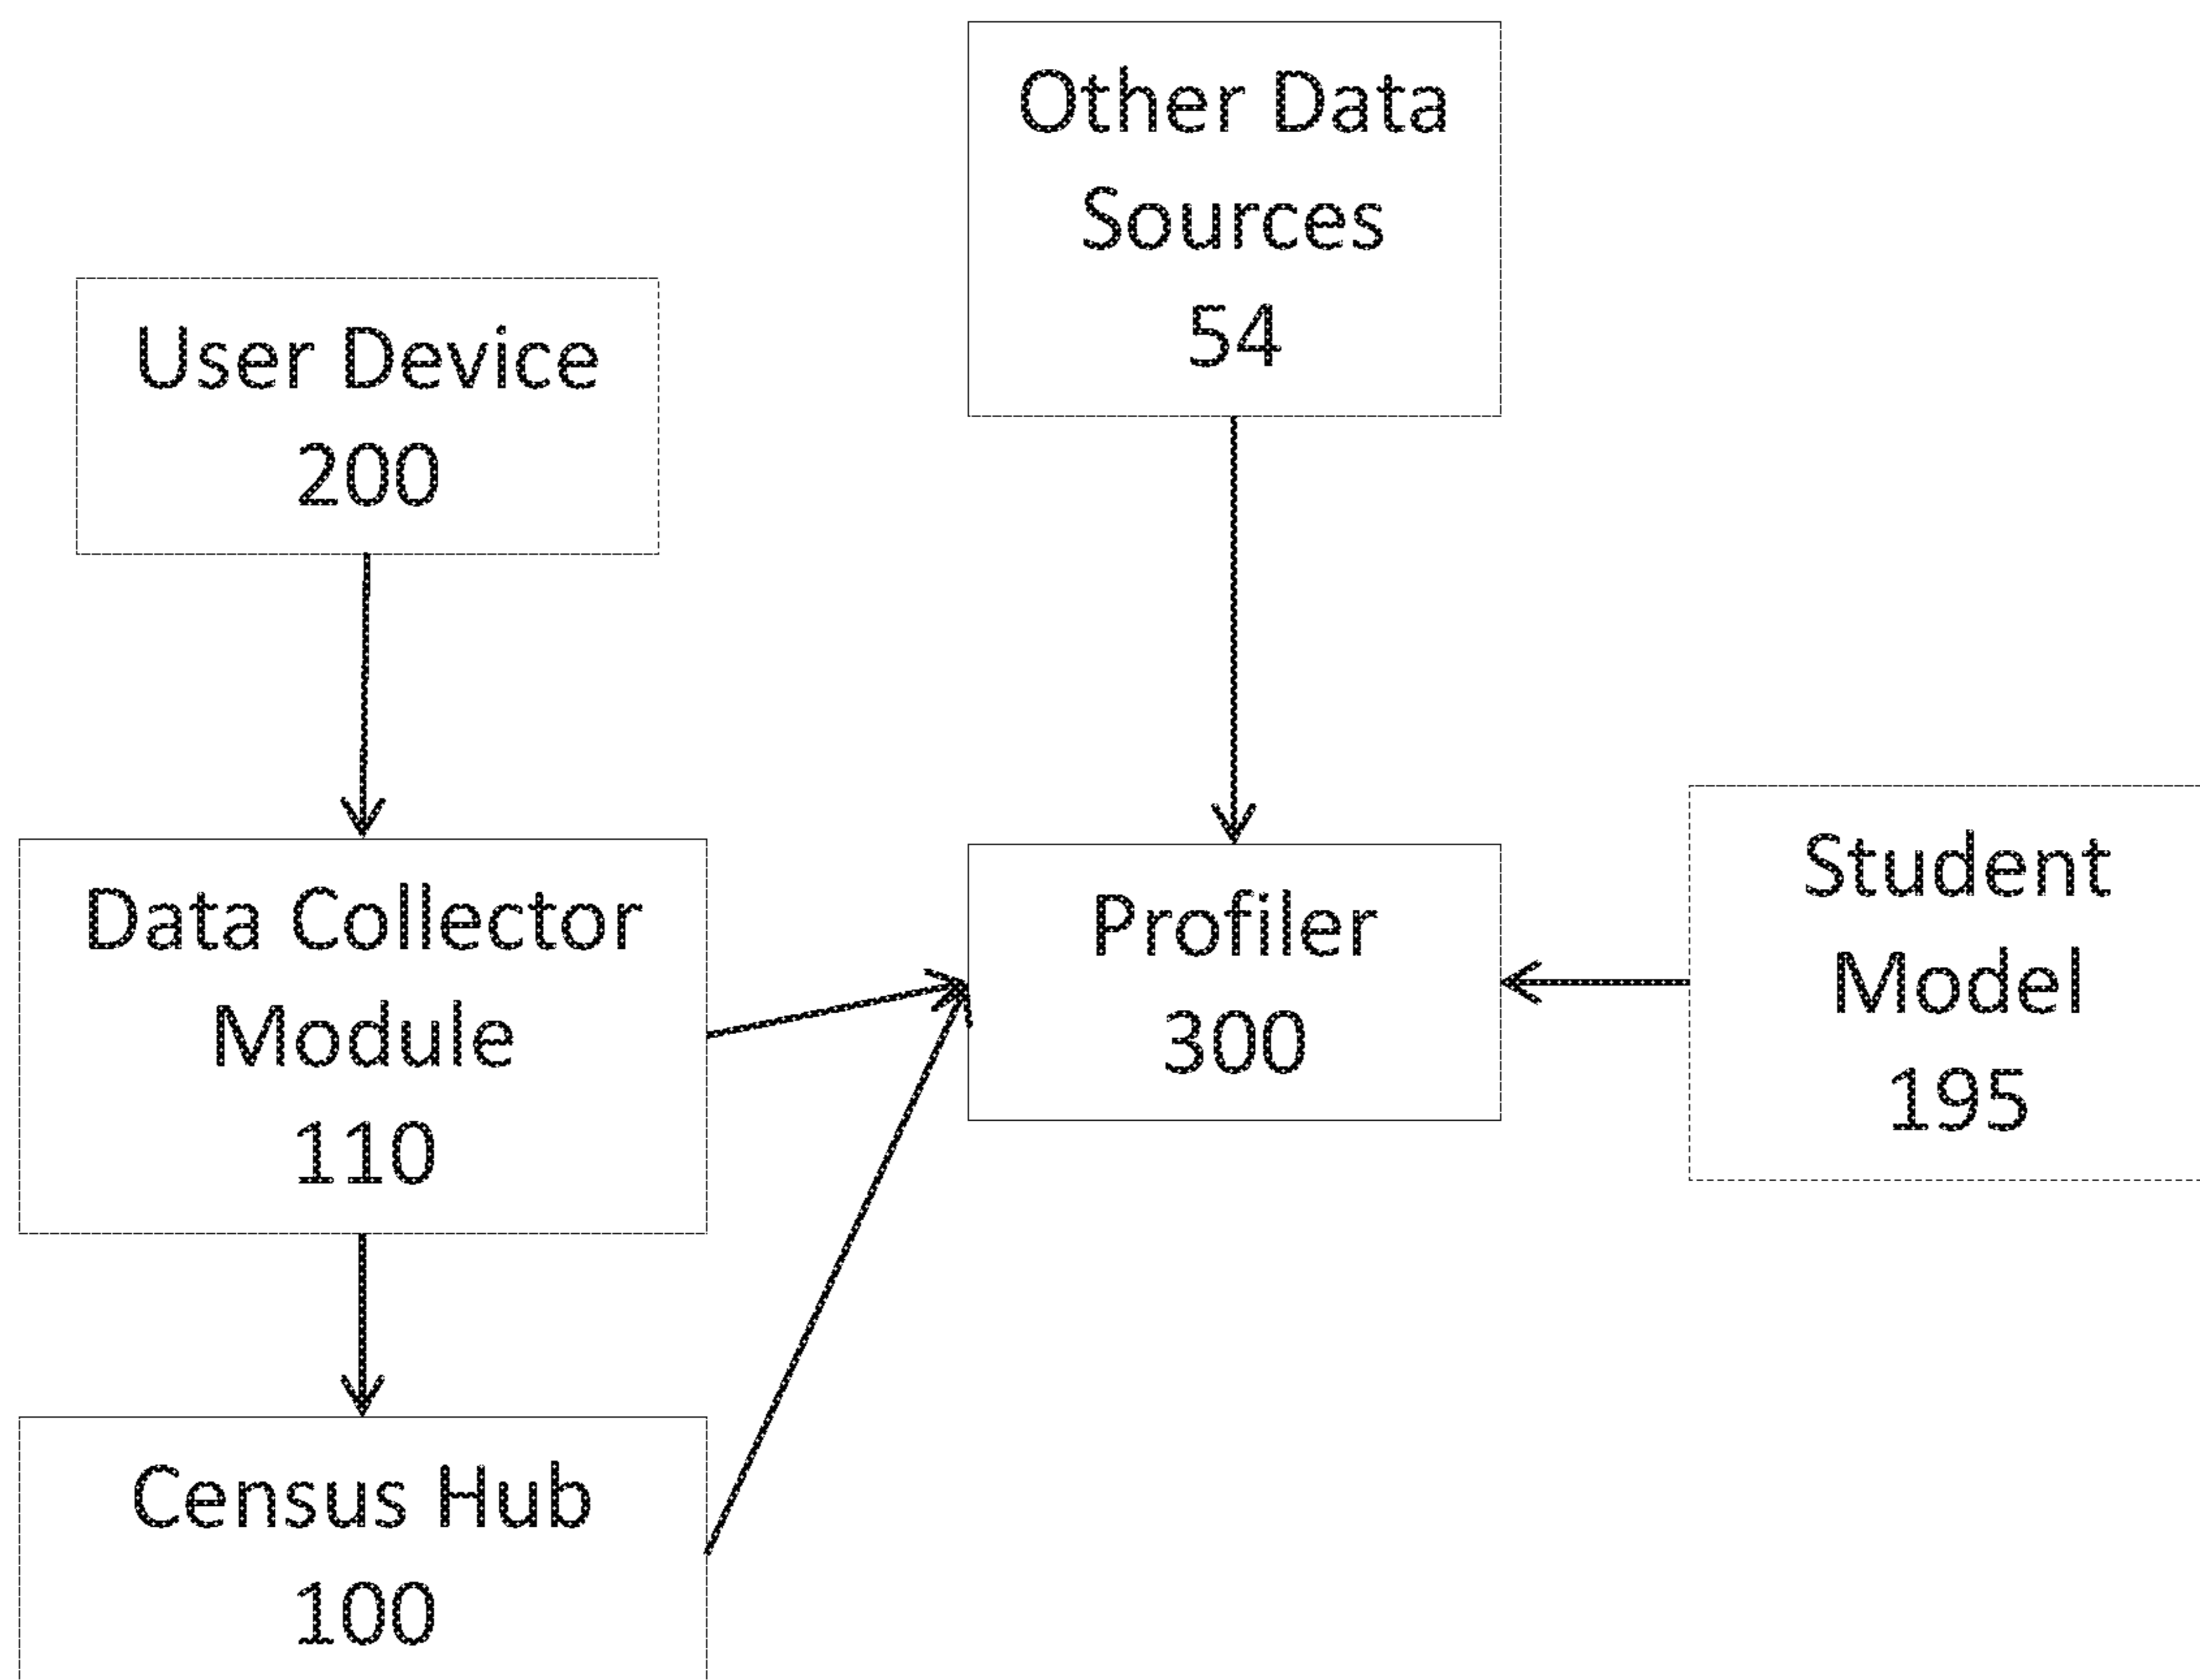 Other Data
Sources
54
User Device
200
Data Collector
Module
110
Profiler
300
Student
Model
195
Census Hub
100